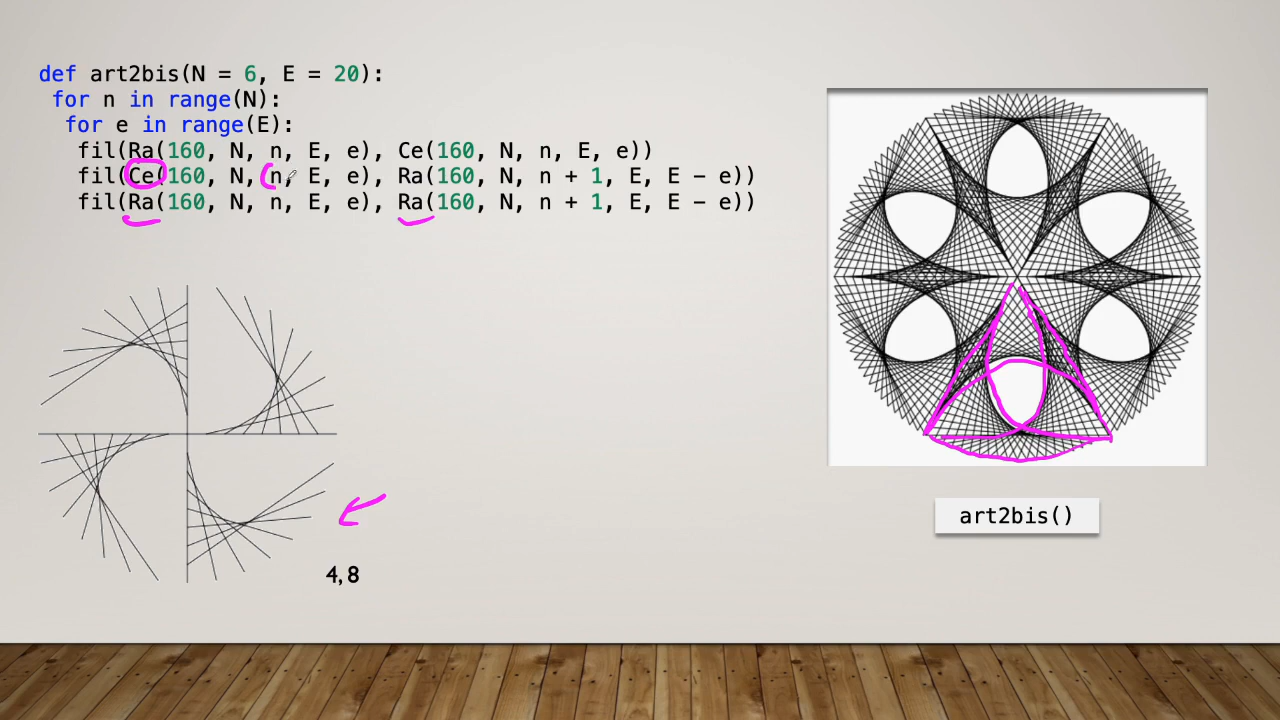 def art2bis(N = 6, E = 20):
for n in range(N):
for e in range(E):
fil(Ra(160, N, n, E, e), Ce(160, N, n, E, e))
fil(Ce(160, N, n, E, e), Ra(160, N, n + 1, E, E - e))
fil(Ra(160, N, n, E, e), Ra(160, N, n + 1, E, E - e))
art2bis()
4,8